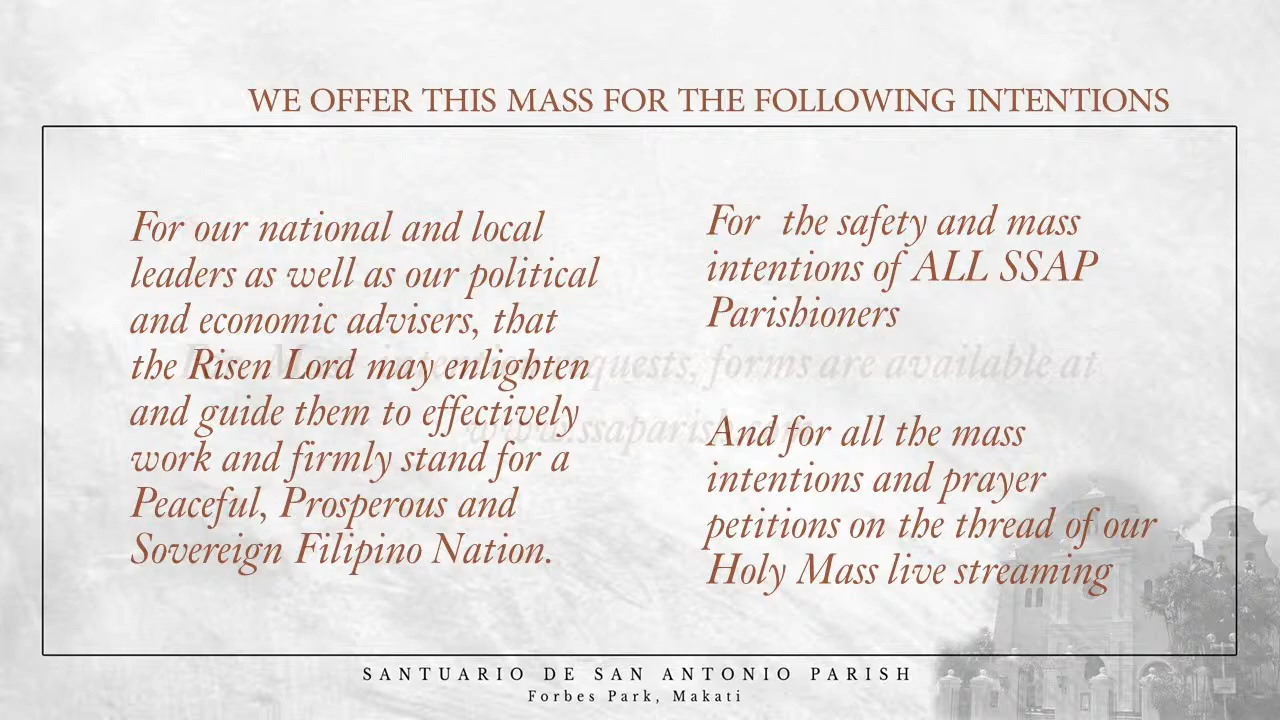 WE OFFER THIS MASS FOR THE FOLLOWING INTENTIONS
For our national and local
leaders as well as our political
and economic advisers, that
the Risen Lord may enlighten
and guide them to effectively
work and firmly stand for a
Peaceful, Prosperous and
Sovereign Filipino Nation.
For the safety and mass
intentions of ALL SSAP
Parishioners
And for all the mass
intentions and prayer
petitions on the thread of our
Holy Mass live streaming
forms are available at
SANTUARIO DE SAN ANTONIO PARISH
Forbes Park, Makati